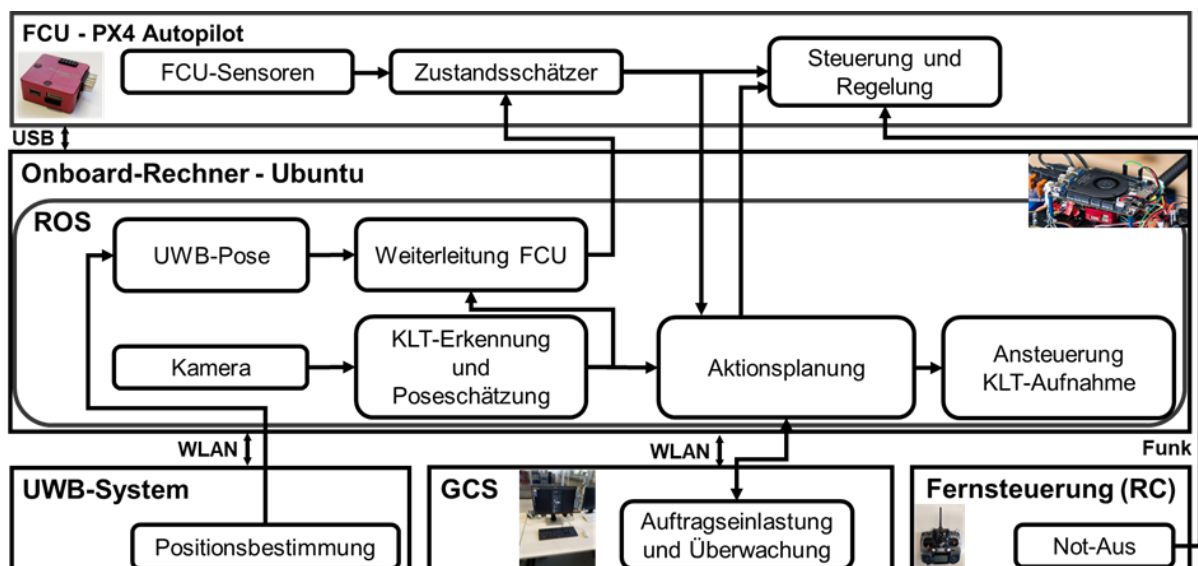 FCU - PX4 Autopilot
FCU-Sensoren
Zustandsschätzer
Steuerung und
Regelung
USB
Onboard-Rechner - Ubuntu
ROS
UWB-Pose
Weiterleitung FCU
Kamera
KLT-Erkennung
und
Poseschätzung
Aktionsplanung
Ansteuerung
KLT-Aufnahme
WLAN
WLAN
Funk
UWB-System
Positionsbestimmung
GCS
Auftragseinlastung
und Überwachung
Fernsteuerung (RC)
Not-Aus